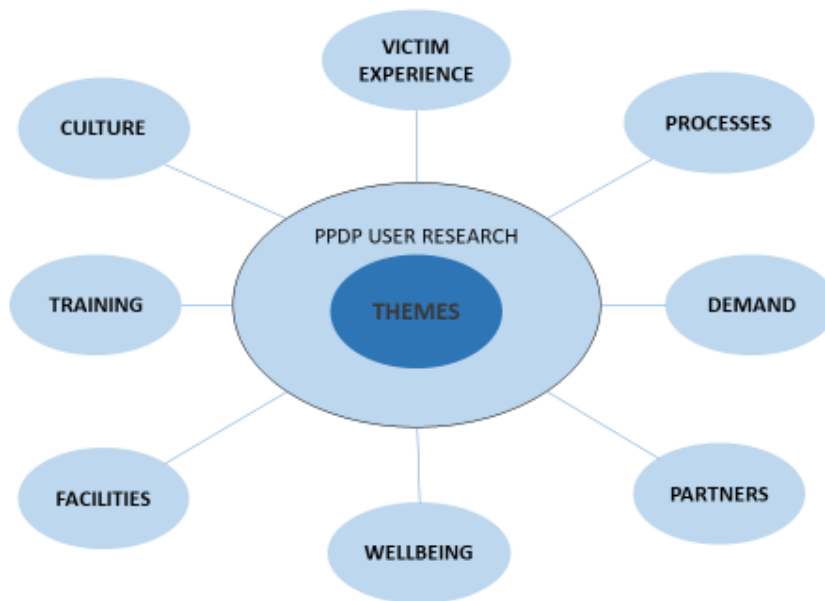 VICTIM
EXPERIENCE
CULTURE
PROCESSES
PPDP USER RESEARCH
THEMES
TRAINING
DEMAND
FACILITIES
PARTNERS
WELLBEING